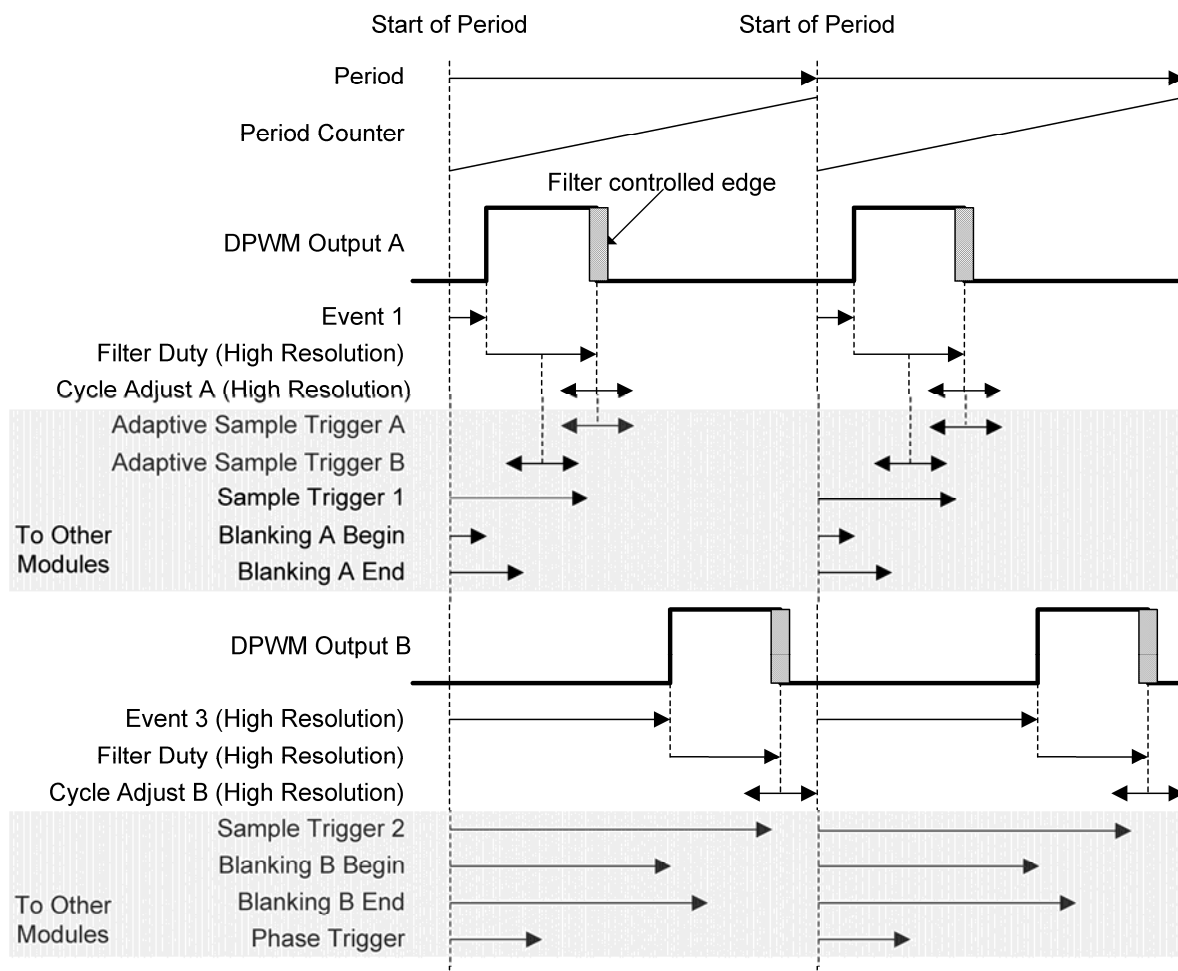 Start of Period
Start of Period
Period
Period Counter
Filter controlled edge
DPWM Output A
Event 1
Filter Duty (High Resolution)
Cycle Adjust A (High Resolution)
Adaptive Sample Trigger A
Adaptive Sample Trigger B
Sample Trigger 1
To Other
Modules
Blanking A Begin
Blanking A End
DPWM Output B
Event 3 (High Resolution)
Filter Duty (High Resolution)
Cycle Adjust B (High Resolution)
Sample Trigger 2
Blanking B Begin
Blanking B End
To Other
Modules
Phase Trigger